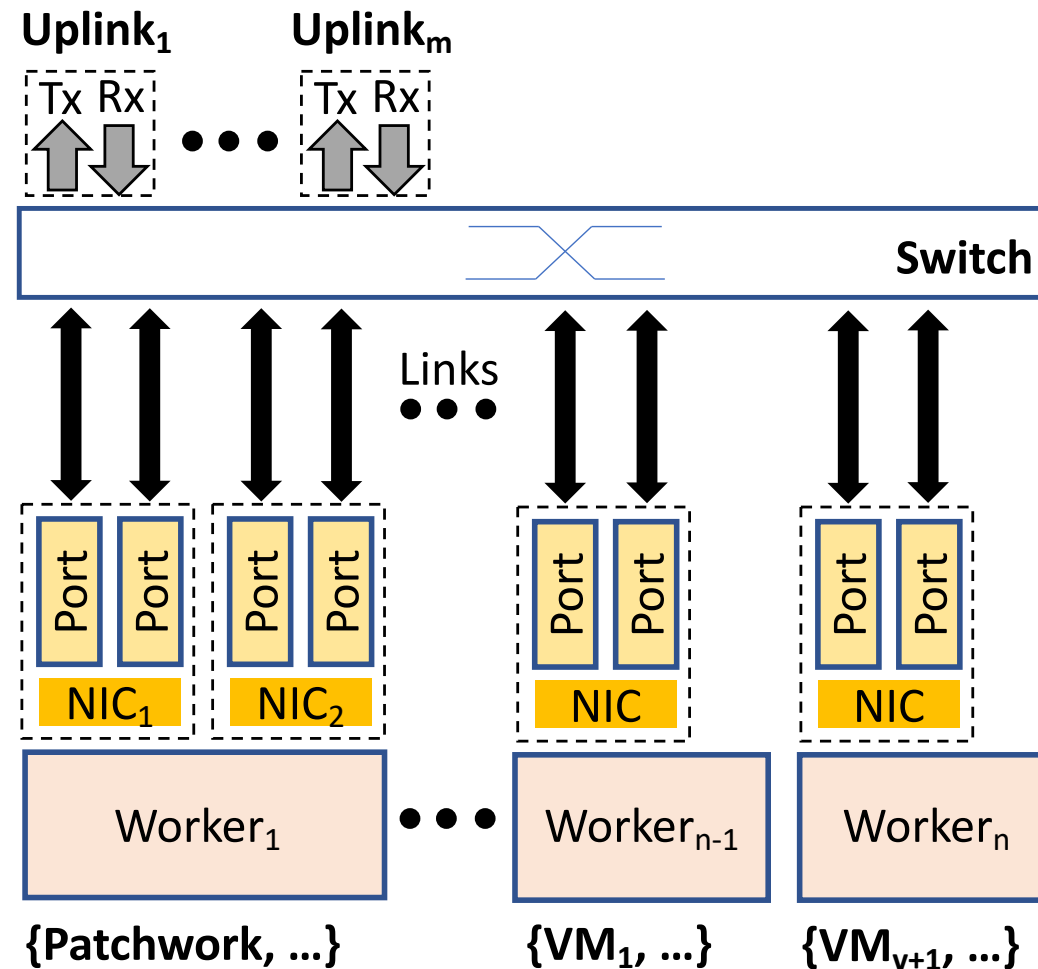 Uplink₁ Uplinkₘ
Tx Rx Tx Rx
Switch
Links
Port Port Port Port Port Port Port Port
NIC₁ NIC₂ NIC NIC
Worker₁ Workerₙ₋₁ Workerₙ
{Patchwork, ...} {VM₁, ...} {VMᵥ₊₁, ...}